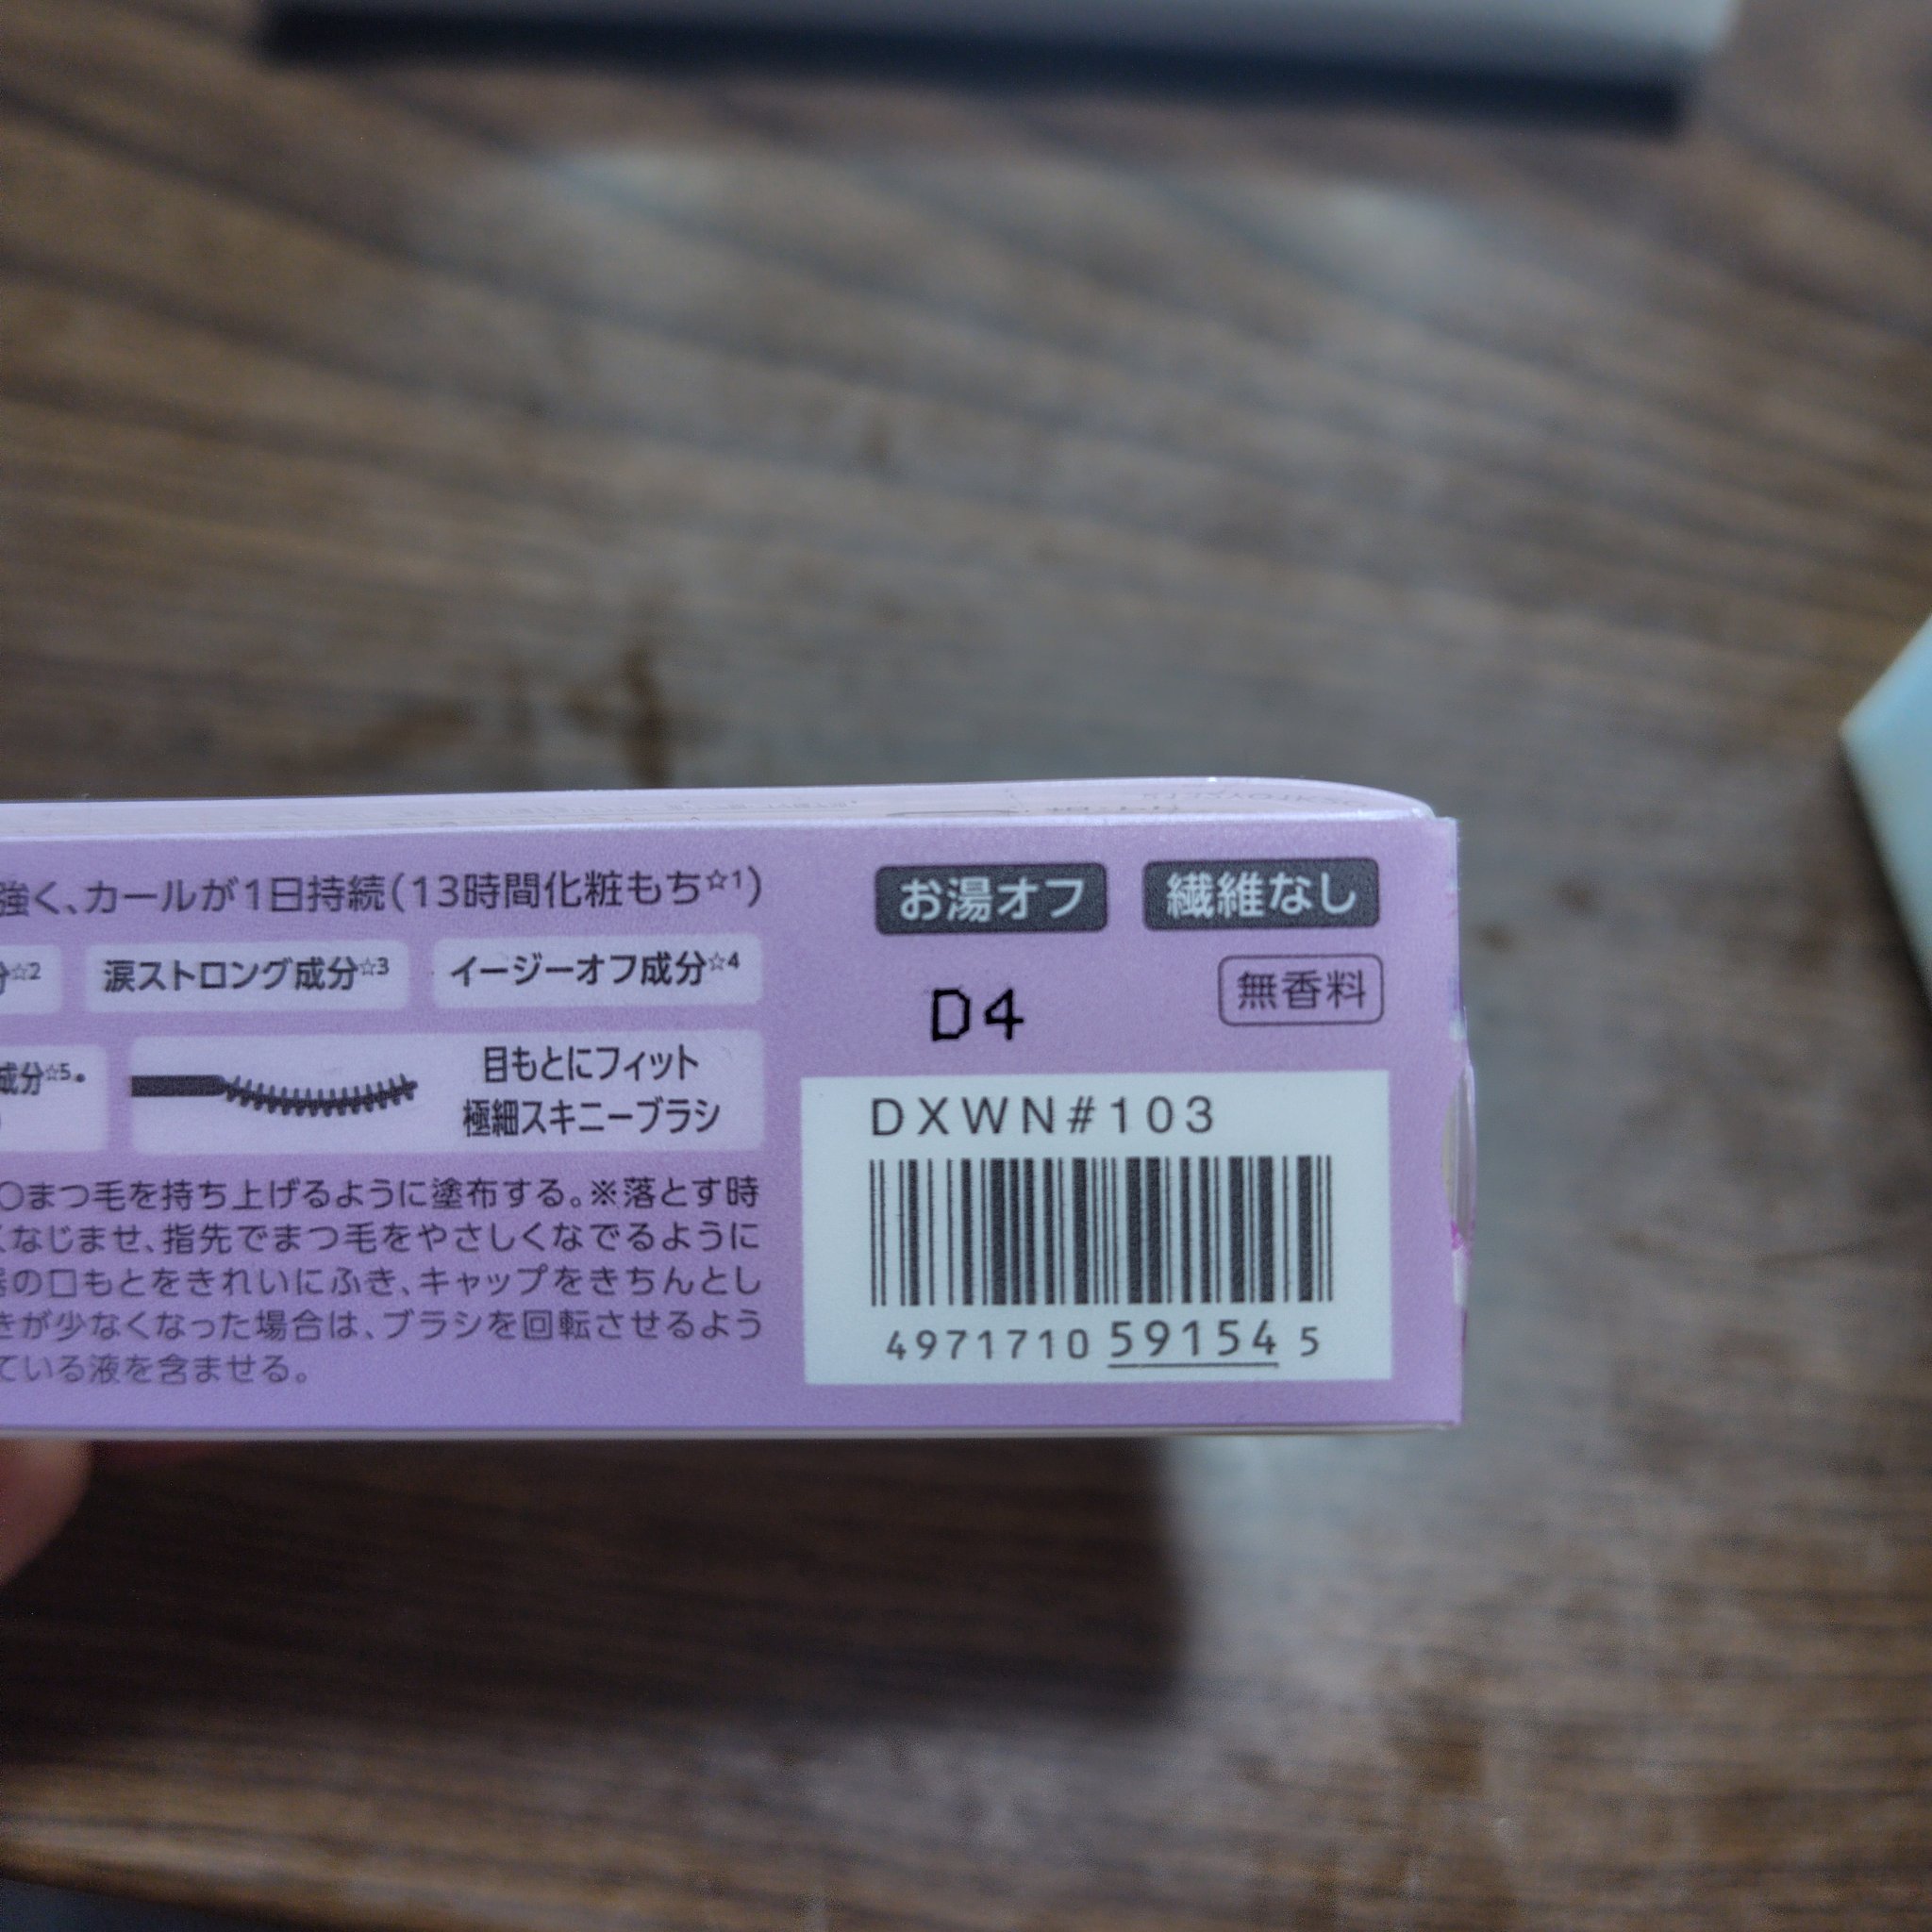 強く、カールが1日持続(13時間化粧もち☆1)
分☆2
涙ストロング成分☆3
イージーオフ成分☆4
成分☆5。
目もとにフィット
極細スキニーブラシ
〇まつ毛を持ち上げるように塗布する。※落とす時
くなじませ、指先でまつ毛をやさしくなでるように
器の口もとをきれいにふき、キャップをきちんとし
きが少なくなった場合は、ブラシを回転させるよう
ている液を含ませる。
お湯オフ
繊維なし
無香料
D4
DXWN#103
4971710 59154 5